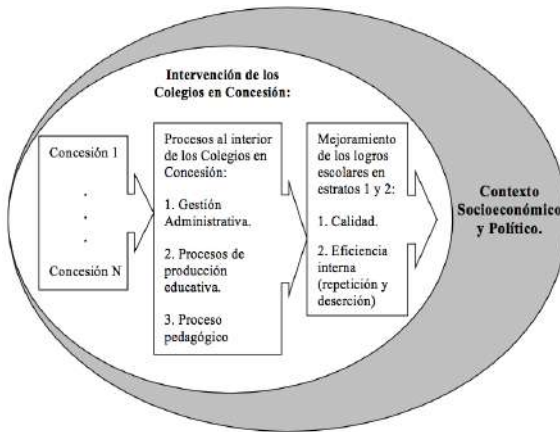 Intervención de los
Colegios en Concesión:
Concesión 1
.
.
.
Concesión N
Procesos al interior
de los Colegios en
Concesión:
1. Gestión
Administrativa.
2. Procesos de
producción
educativa.
3. Proceso
pedagógico
Mejoramiento
de los logros
escolares en
estratos 1 y 2:
1. Calidad.
2. Eficiencia
interna
(repetición y
deserción)
Contexto
Socioeconómico
y Político.